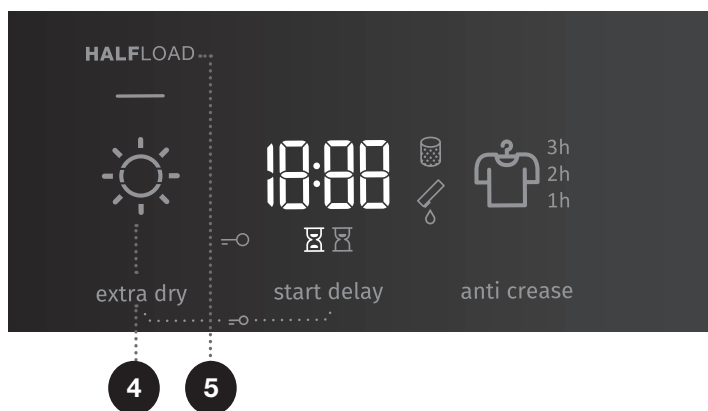 HALFLOAD
18:88
3h
2h
1h
extra dry
start delay
anti crease
4
5